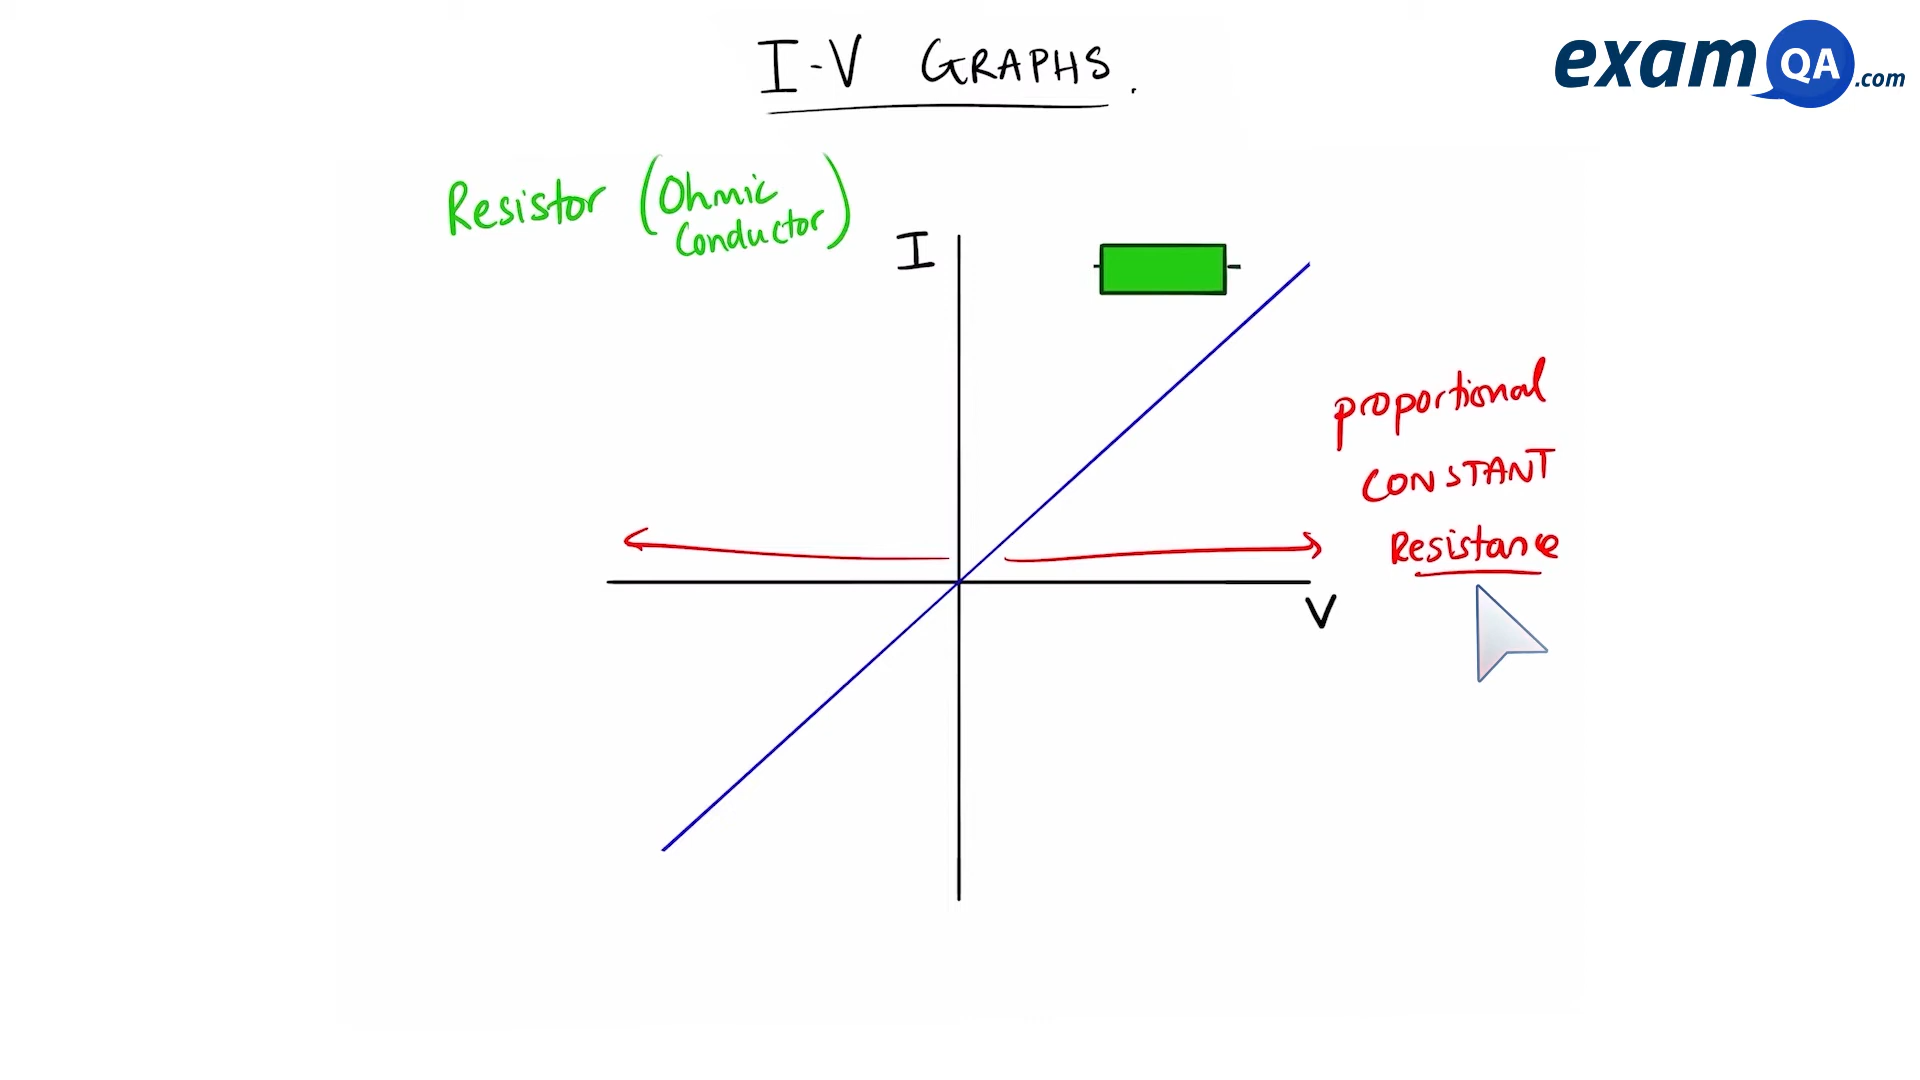 I-V GRAPHS.
examQA.com
Resistor (Ohmic
Conductor)
I
proportional
CONSTANT
Resistance
V